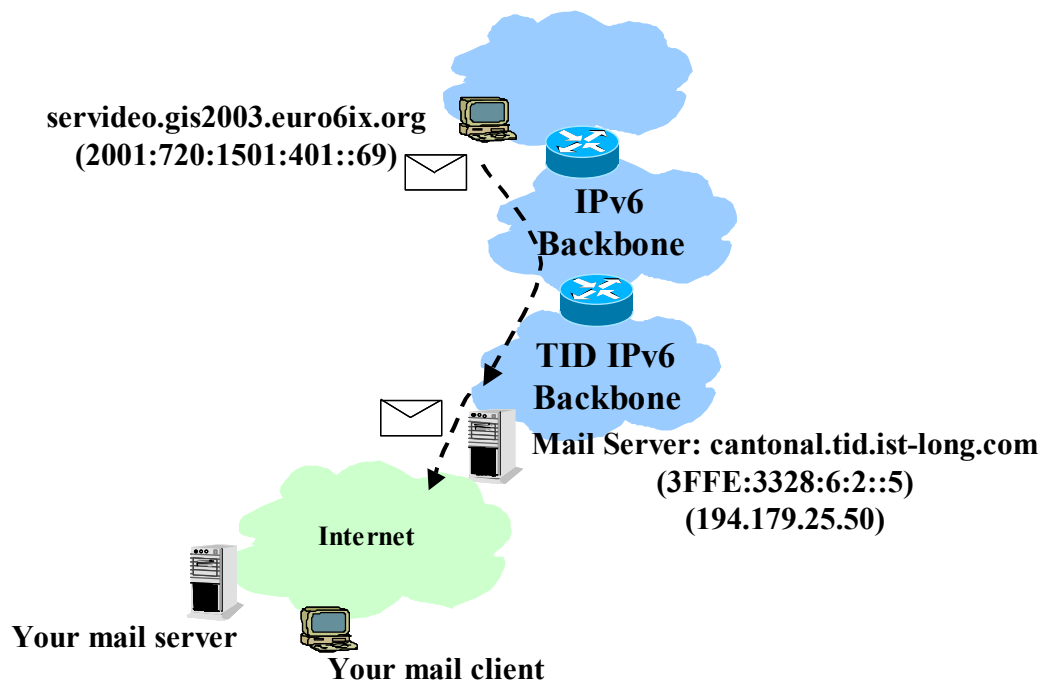 servideo.gis2003.euro6ix.org
(2001:720:1501:401::69)
IPv6
Backbone
TID IPv6
Backbone
Mail Server: cantonal.tid.ist-long.com
(3FFE:3328:6:2::5)
(194.179.25.50)
Internet
Your mail server
Your mail client